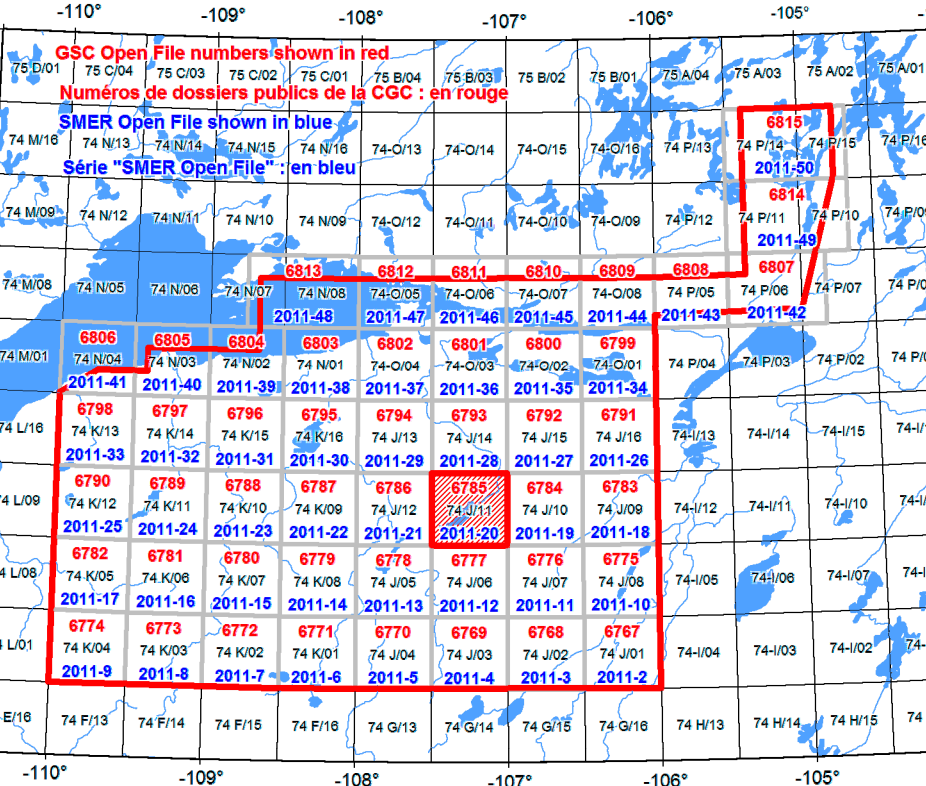 -110° -109° -108° -107° -106° -105°
GSC Open File numbers shown in red
75 D/01 75 C/04 75 C/03 75 C/02 75 C/01 75 B/04 75 B/03 75 B/02 75 B/01 75 A/04 75 A/03 75 A/02 75 A/01
Numéros de dossiers publics de la CGC : en rouge
SMER Open File shown in blue
6815
74 M/16 74 N/13 74 N/14 74 N/15 74 N/16 74-O/13 74-O/14 74-O/15 74-O/16 74 P/13 74 P/14 74 P/15 74 P/16
Série "SMER Open File" : en bleu
2011-50
6814
74 M/09 74 N/12 74 N/11 74 N/10 74 N/09 74-O/12 74-O/11 74-O/10 74-O/09 74 P/12 74 P/11 74 P/10 74 P/09
2011-49
6813 6812 6811 6810 6809 6808 6807
74 M/08 74 N/05 74 N/06 74 N/07 74 N/08 74-O/05 74-O/06 74-O/07 74-O/08 74 P/05 74 P/06 74 P/07
2011-48 2011-47 2011-46 2011-45 2011-44 2011-43 2011-42
6806 6805 6804 6803 6802 6801 6800 6799
74 M/01 74 N/04 74 N/03 74 N/02 74 N/01 74-O/04 74-O/03 74-O/02 74-O/01 74 P/04 74 P/03 74 P/02
2011-41 2011-40 2011-39 2011-38 2011-37 2011-36 2011-35 2011-34
6798 6797 6796 6795 6794 6793 6792 6791
74 L/16 74 K/13 74 K/14 74 K/15 74 K/16 74 J/13 74 J/14 74 J/15 74 J/16 74-I/13 74-I/14 74-I/15
2011-33 2011-32 2011-31 2011-30 2011-29 2011-28 2011-27 2011-26
6790 6789 6788 6787 6786 6785 6784 6783
74 L/09 74 K/12 74 K/11 74 K/10 74 K/09 74 J/12 74 J/11 74 J/10 74 J/09 74-I/12 74-I/11 74-I/10
2011-25 2011-24 2011-23 2011-22 2011-21 2011-20 2011-19 2011-18
6782 6781 6780 6779 6778 6777 6776 6775
L/08 74 K/05 74 K/06 74 K/07 74 K/08 74 J/05 74 J/06 74 J/07 74 J/08 74-I/05 74-I/06 74-I/07
2011-17 2011-16 2011-15 2011-14 2011-13 2011-12 2011-11 2011-10
6774 6773 6772 6771 6770 6769 6768 6767
L/01 74 K/04 74 K/03 74 K/02 74 K/01 74 J/04 74 J/03 74 J/02 74 J/01 74-I/04 74-I/03 74-I/02 74-
2011-9 2011-8 2011-7 2011-6 2011-5 2011-4 2011-3 2011-2
E/16 74 F/13 74 F/14 74 F/15 74 F/16 74 G/13 74 G/14 74 G/15 74 G/16 74 H/13 74 H/14 74 H/15 74
-110° -109° -108° -107° -106° -105°